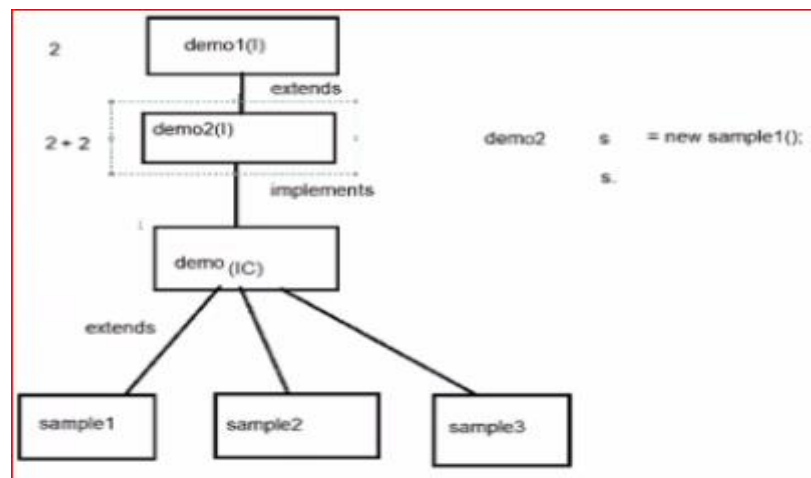 2
demo1(I)
extends
2 + 2
demo2(I)
demo2 s = new sample1();
s.
implements
demo (IC)
extends
sample1
sample2
sample3